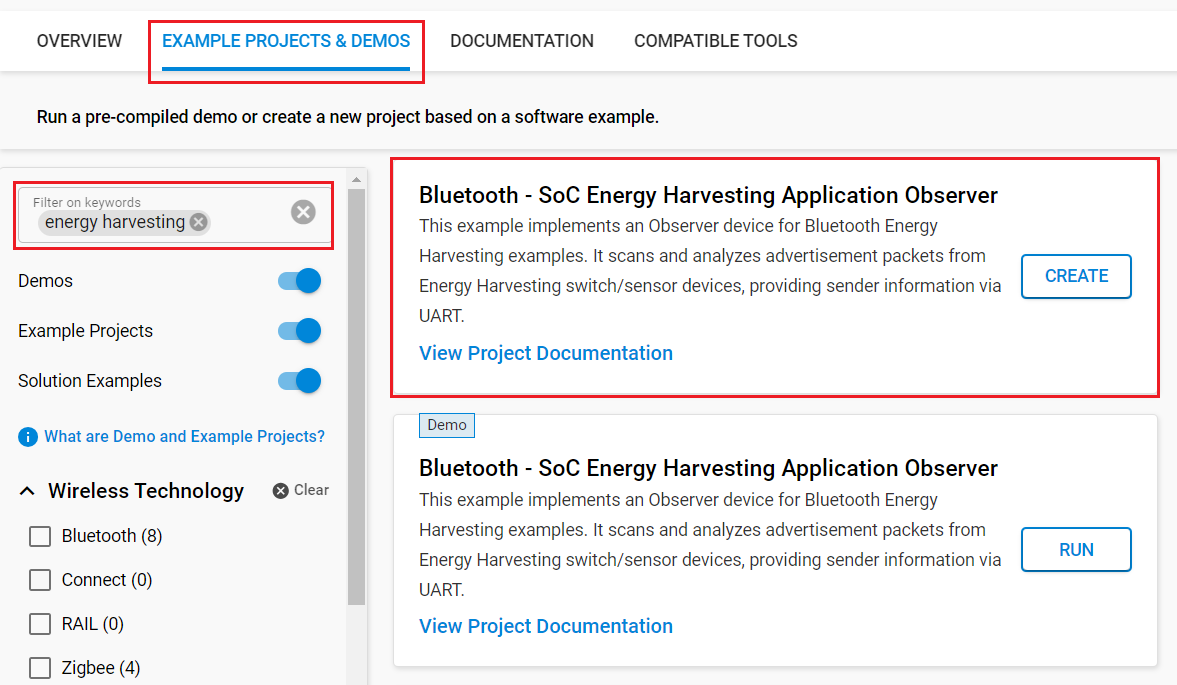 OVERVIEW
EXAMPLE PROJECTS & DEMOS
DOCUMENTATION
COMPATIBLE TOOLS
Run a pre-compiled demo or create a new project based on a software example.
Filter on keywords
energy harvesting
Demos
Example Projects
Solution Examples
What are Demo and Example Projects?
Wireless Technology
Clear
Bluetooth (8)
Connect (0)
RAIL (0)
Zigbee (4)
Bluetooth - SoC Energy Harvesting Application Observer
This example implements an Observer device for Bluetooth Energy
Harvesting examples. It scans and analyzes advertisement packets from
Energy Harvesting switch/sensor devices, providing sender information via
UART.
View Project Documentation
CREATE
Demo
Bluetooth - SoC Energy Harvesting Application Observer
This example implements an Observer device for Bluetooth Energy
Harvesting examples. It scans and analyzes advertisement packets from
Energy Harvesting switch/sensor devices, providing sender information via
UART.
View Project Documentation
RUN